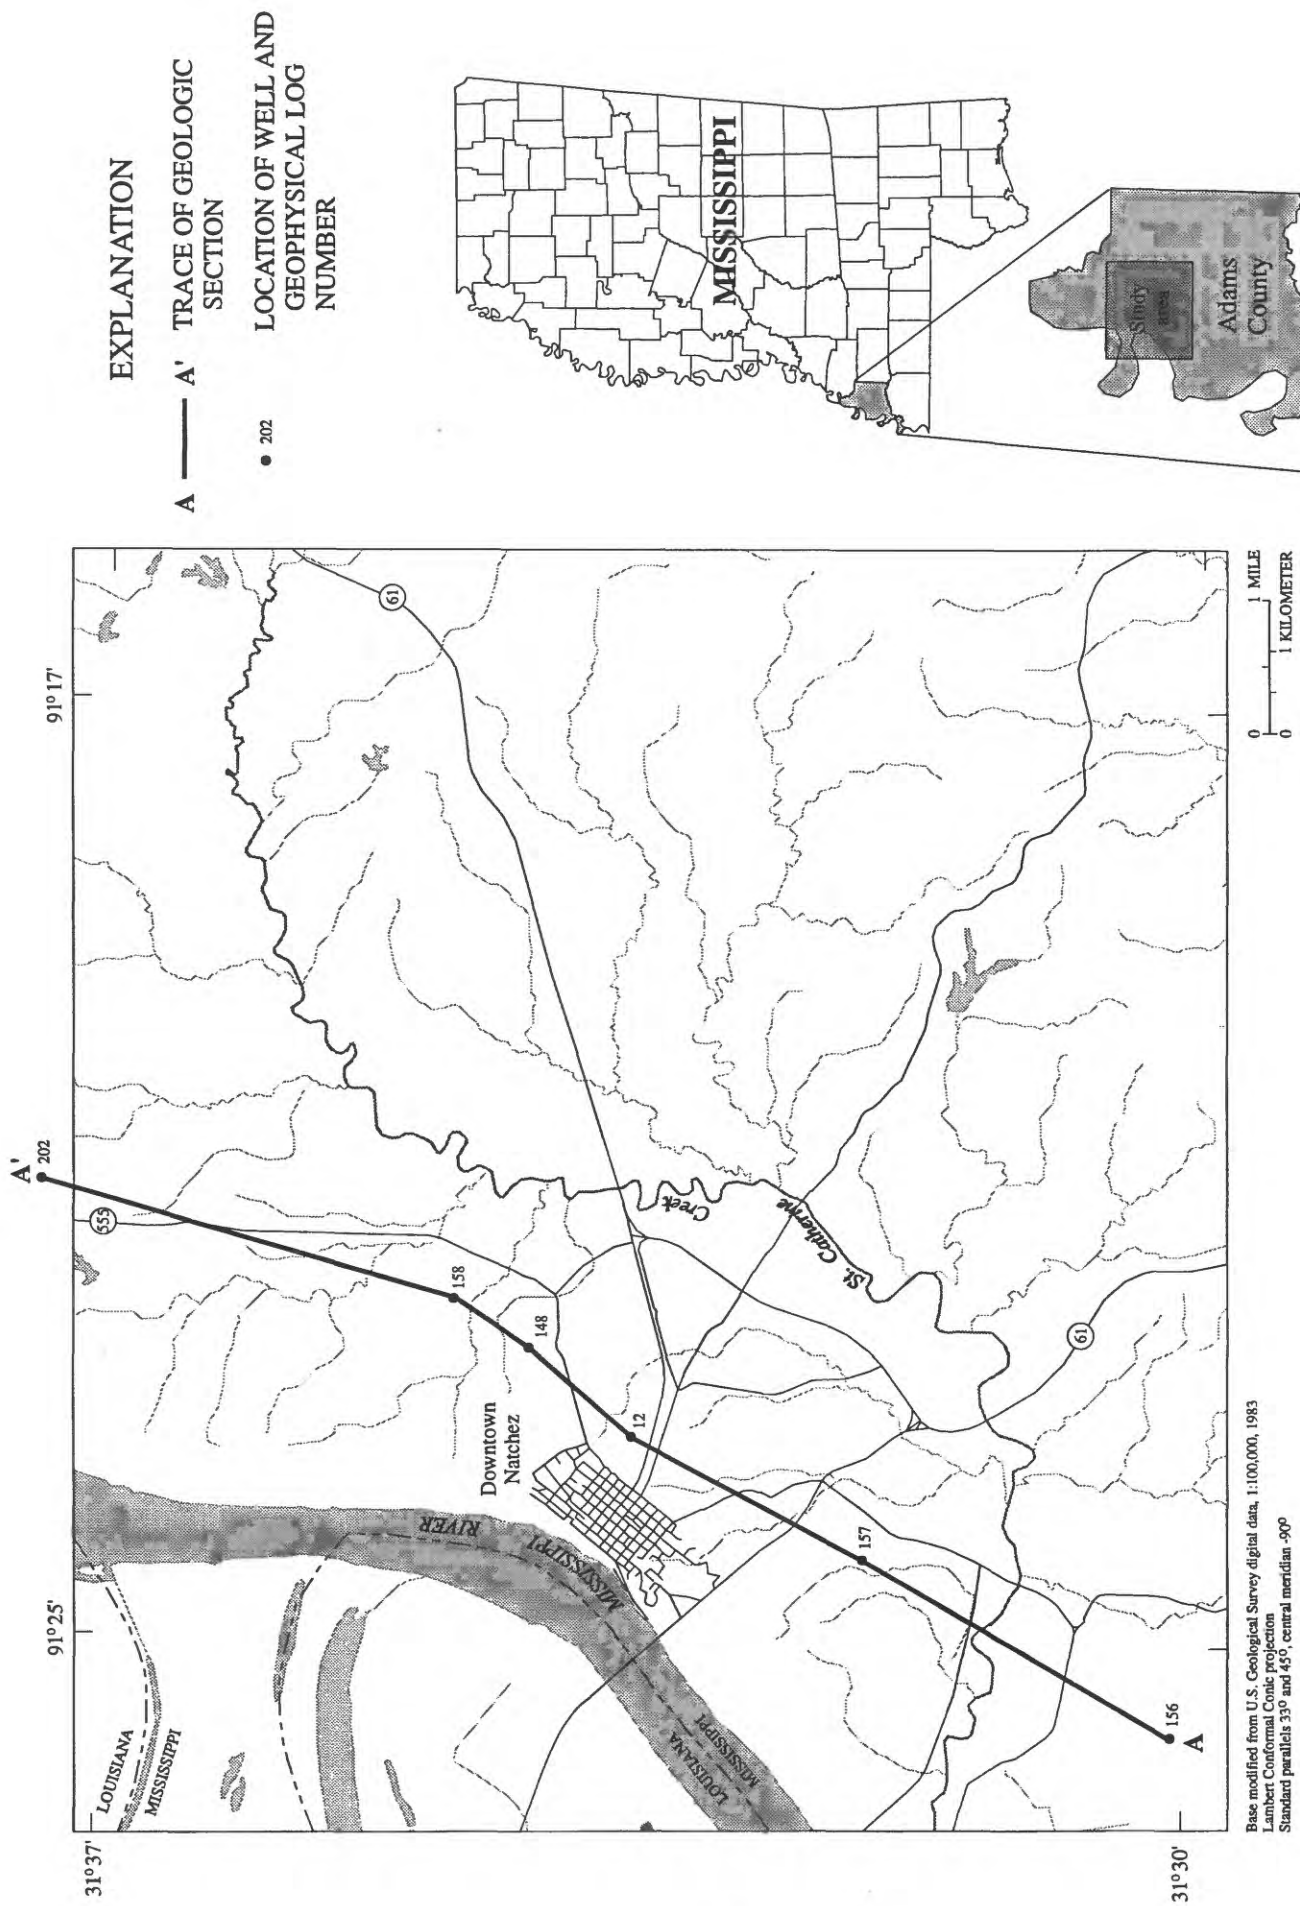 EXPLANATION
A A' TRACE OF GEOLOGIC
SECTION
202 LOCATION OF WELL AND
GEOPHYSICAL LOG
NUMBER
MISSISSIPPI
Study
area
Adams
County
91°25'
91°17'
31°37'
31°30'
LOUISIANA
MISSISSIPPI
A'
202
555
158
148
12
157
156
A
61
61
Downtown
Natchez
MISSISSIPPI
RIVER
LOUISIANA
MISSISSIPPI
St. Catherine
Creek
0 1 MILE
0 1 KILOMETER
Base modified from U.S. Geological Survey digital data, 1:100,000, 1983
Lambert Conformal Conic projection
Standard parallels 33° and 45°, central meridian -90°